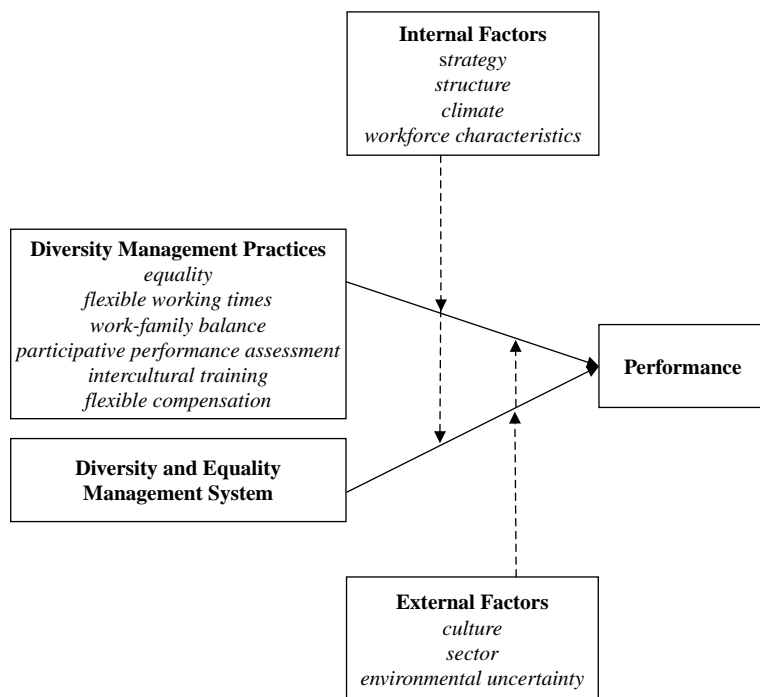 Internal Factors
strategy
structure
climate
workforce characteristics
Diversity Management Practices
equality
flexible working times
work-family balance
participative performance assessment
intercultural training
flexible compensation
Performance
Diversity and Equality
Management System
External Factors
culture
sector
environmental uncertainty